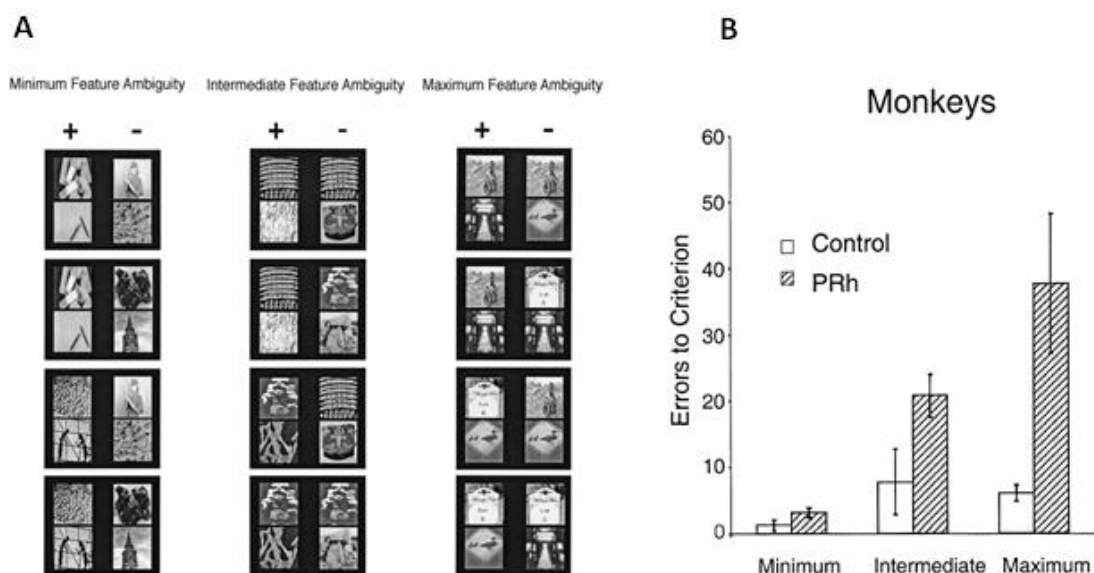 A
B
Minimum Feature Ambiguity
Intermediate Feature Ambiguity
Maximum Feature Ambiguity
+ -
+ -
+ -
Monkeys
Errors to Criterion
60
50
40
30
20
10
0
Control
PRh
Minimum
Intermediate
Maximum